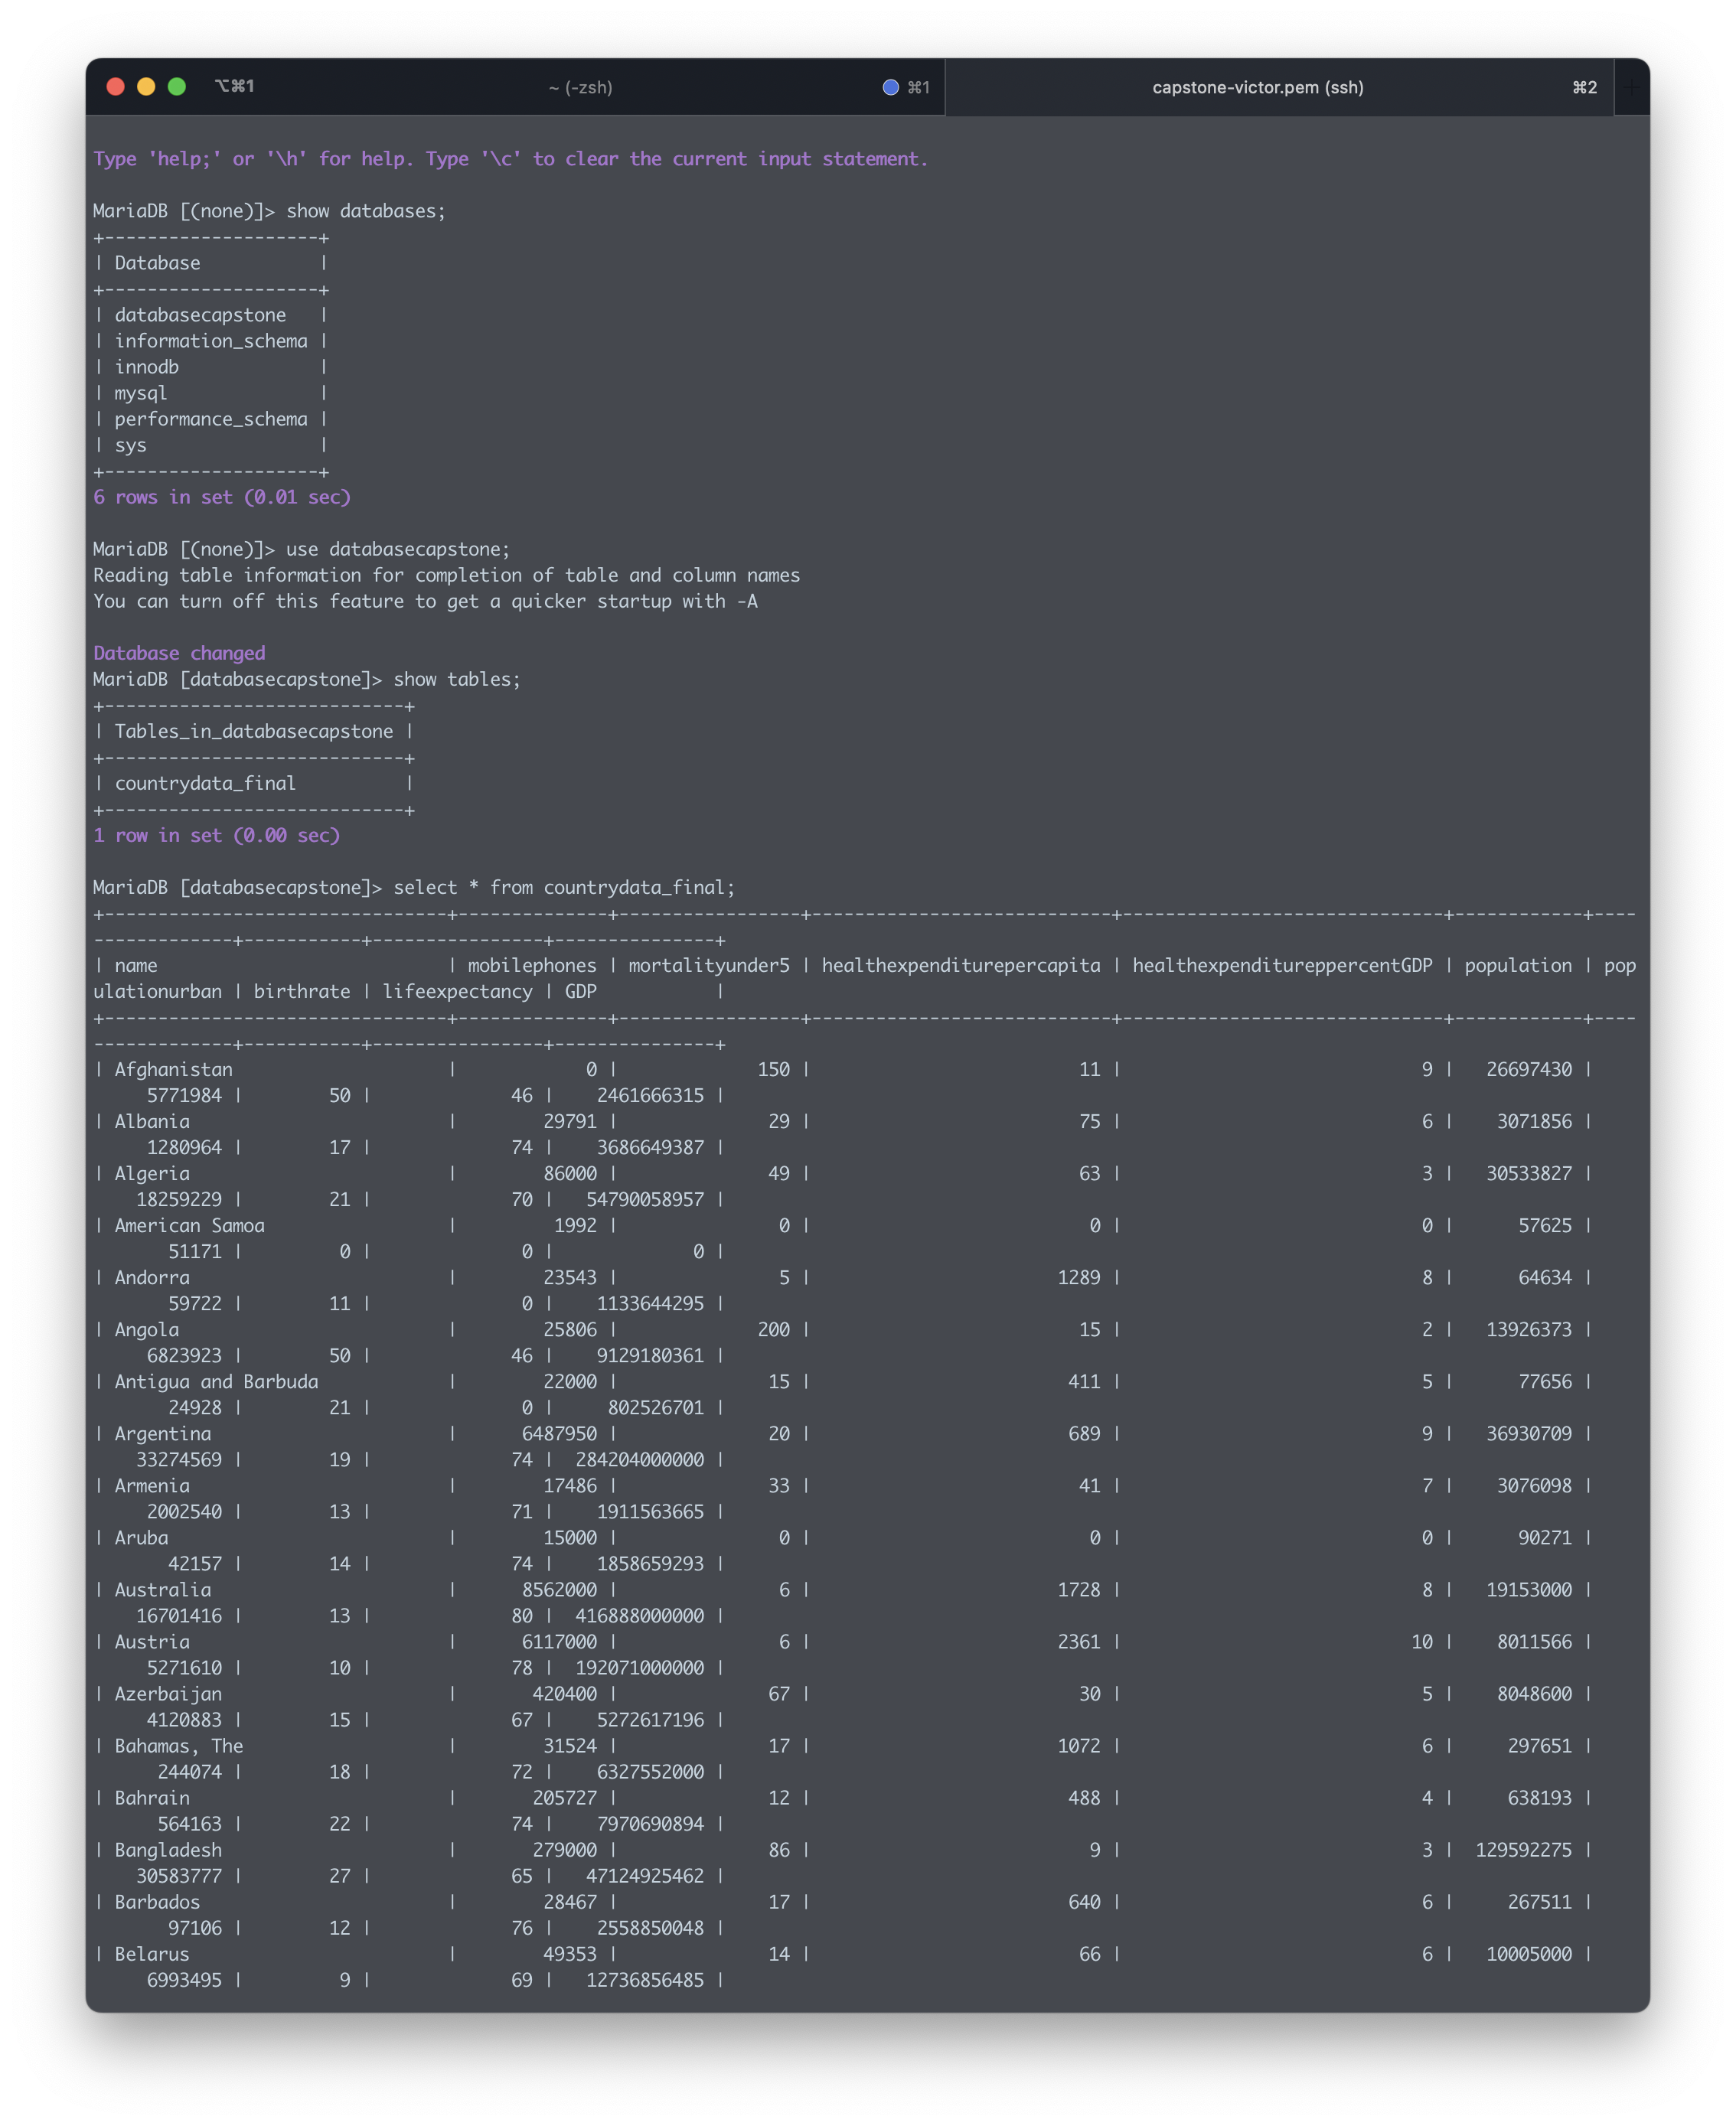 ⌥⌘1 ~ (-zsh) ⌘1 capstone-victor.pem (ssh) ⌘2 +
Type 'help;' or '\h' for help. Type '\c' to clear the current input statement.
MariaDB [(none)]> show databases;
+--------------------+
| Database           |
+--------------------+
| databasecapstone   |
| information_schema |
| innodb             |
| mysql              |
| performance_schema |
| sys                |
+--------------------+
6 rows in set (0.01 sec)
MariaDB [(none)]> use databasecapstone;
Reading table information for completion of table and column names
You can turn off this feature to get a quicker startup with -A
Database changed
MariaDB [databasecapstone]> show tables;
+----------------------------+
| Tables_in_databasecapstone |
+----------------------------+
| countrydata_final          |
+----------------------------+
1 row in set (0.00 sec)
MariaDB [databasecapstone]> select * from countrydata_final;
+--------------------------------+--------------+-----------------+----------------------------+------------------------------+------------+----
-------------+-----------+----------------+---------------+
| name                           | mobilephones | mortalityunder5 | healthexpenditurepercapita | healthexpenditureppercentGDP | population | pop
ulationurban | birthrate | lifeexpectancy | GDP           |
+--------------------------------+--------------+-----------------+----------------------------+------------------------------+------------+----
-------------+-----------+----------------+---------------+
| Afghanistan                    |            0 |             150 |                         11 |                            9 |   26697430 |
     5771984 |        50 |             46 |    2461666315 |
| Albania                        |        29791 |              29 |                         75 |                            6 |    3071856 |
     1280964 |        17 |             74 |    3686649387 |
| Algeria                        |        86000 |              49 |                         63 |                            3 |   30533827 |
    18259229 |        21 |             70 |   54790058957 |
| American Samoa                 |         1992 |               0 |                          0 |                            0 |      57625 |
       51171 |         0 |              0 |             0 |
| Andorra                        |        23543 |               5 |                       1289 |                            8 |      64634 |
       59722 |        11 |              0 |    1133644295 |
| Angola                         |        25806 |             200 |                         15 |                            2 |   13926373 |
     6823923 |        50 |             46 |    9129180361 |
| Antigua and Barbuda            |        22000 |              15 |                        411 |                            5 |      77656 |
       24928 |        21 |              0 |     802526701 |
| Argentina                      |      6487950 |              20 |                        689 |                            9 |   36930709 |
    33274569 |        19 |             74 |  284204000000 |
| Armenia                        |        17486 |              33 |                         41 |                            7 |    3076098 |
     2002540 |        13 |             71 |    1911563665 |
| Aruba                          |        15000 |               0 |                          0 |                            0 |      90271 |
       42157 |        14 |             74 |    1858659293 |
| Australia                      |      8562000 |               6 |                       1728 |                            8 |   19153000 |
    16701416 |        13 |             80 |  416888000000 |
| Austria                        |      6117000 |               6 |                       2361 |                           10 |    8011566 |
     5271610 |        10 |             78 |  192071000000 |
| Azerbaijan                     |       420400 |              67 |                         30 |                            5 |    8048600 |
     4120883 |        15 |             67 |    5272617196 |
| Bahamas, The                   |        31524 |              17 |                       1072 |                            6 |     297651 |
      244074 |        18 |             72 |    6327552000 |
| Bahrain                        |       205727 |              12 |                        488 |                            4 |     638193 |
      564163 |        22 |             74 |    7970690894 |
| Bangladesh                     |       279000 |              86 |                          9 |                            3 |  129592275 |
    30583777 |        27 |             65 |   47124925462 |
| Barbados                       |        28467 |              17 |                        640 |                            6 |     267511 |
       97106 |        12 |             76 |    2558850048 |
| Belarus                        |        49353 |              14 |                         66 |                            6 |   10005000 |
     6993495 |         9 |             69 |   12736856485 |